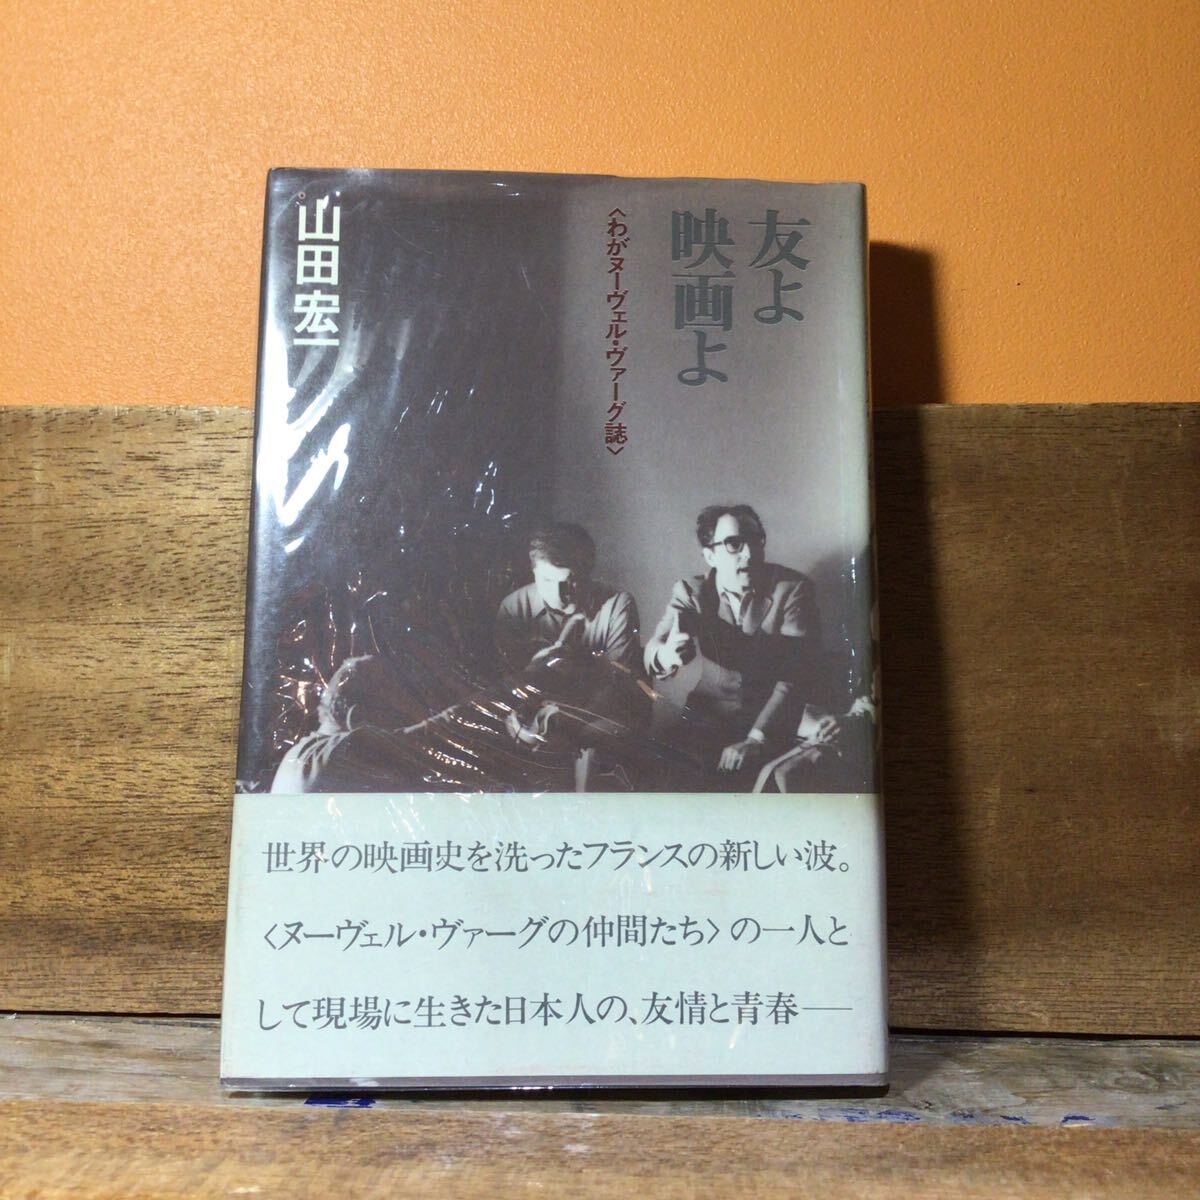 友よ
映画よ
〈わがヌーヴェル・ヴァーグ誌〉
山田宏一
世界の映画史を洗ったフランスの新しい波。
〈ヌーヴェル・ヴァーグの仲間たち〉の一人と
して現場に生きた日本人の、友情と青春——